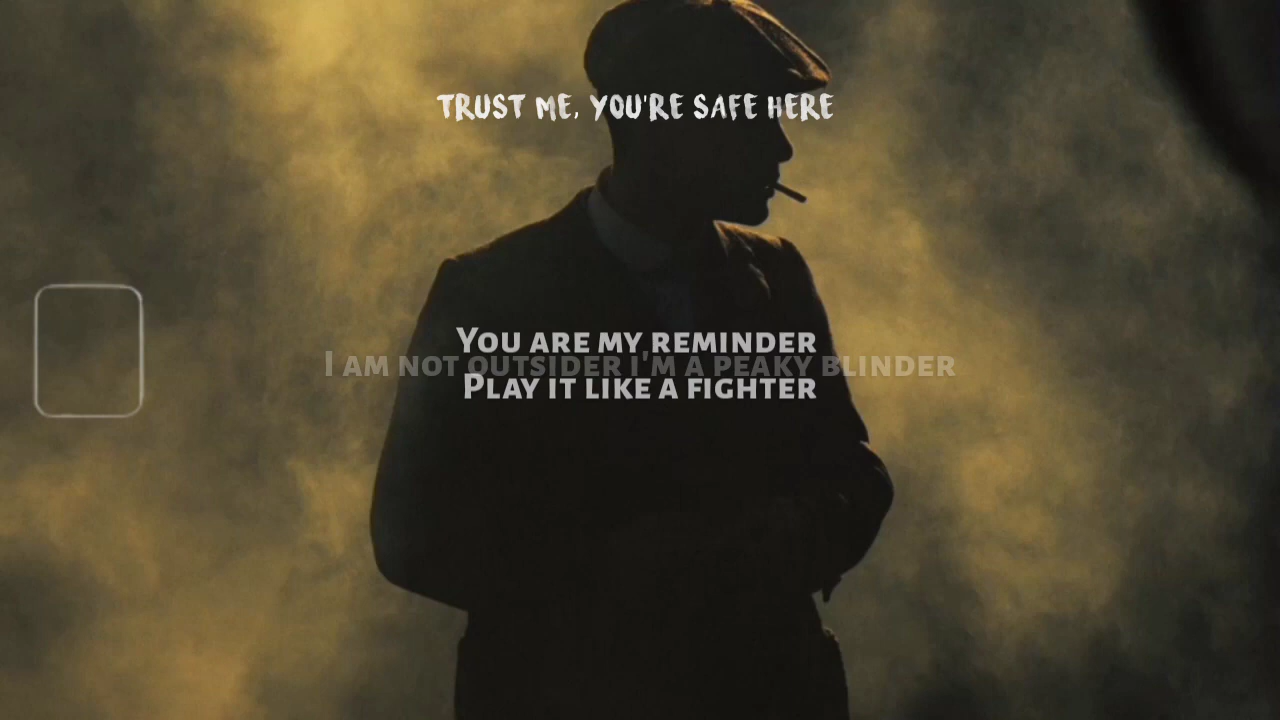 TRUST ME, YOU'RE SAFE HERE
You are my reminder
I am not outsider i'm a peaky blinder
Play it like a fighter